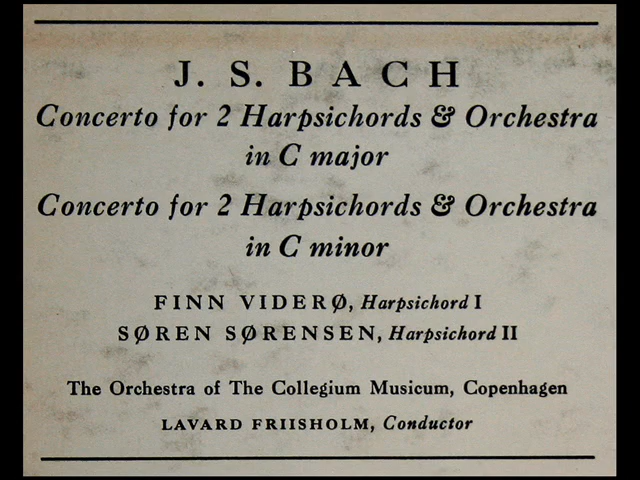 J. S. BACH
Concerto for 2 Harpsichords & Orchestra
in C major
Concerto for 2 Harpsichords & Orchestra
in C minor
FINN VIDERØ, Harpsichord I
SØREN SØRENSEN, Harpsichord II
The Orchestra of The Collegium Musicum, Copenhagen
LAVARD FRIISHOLM, Conductor